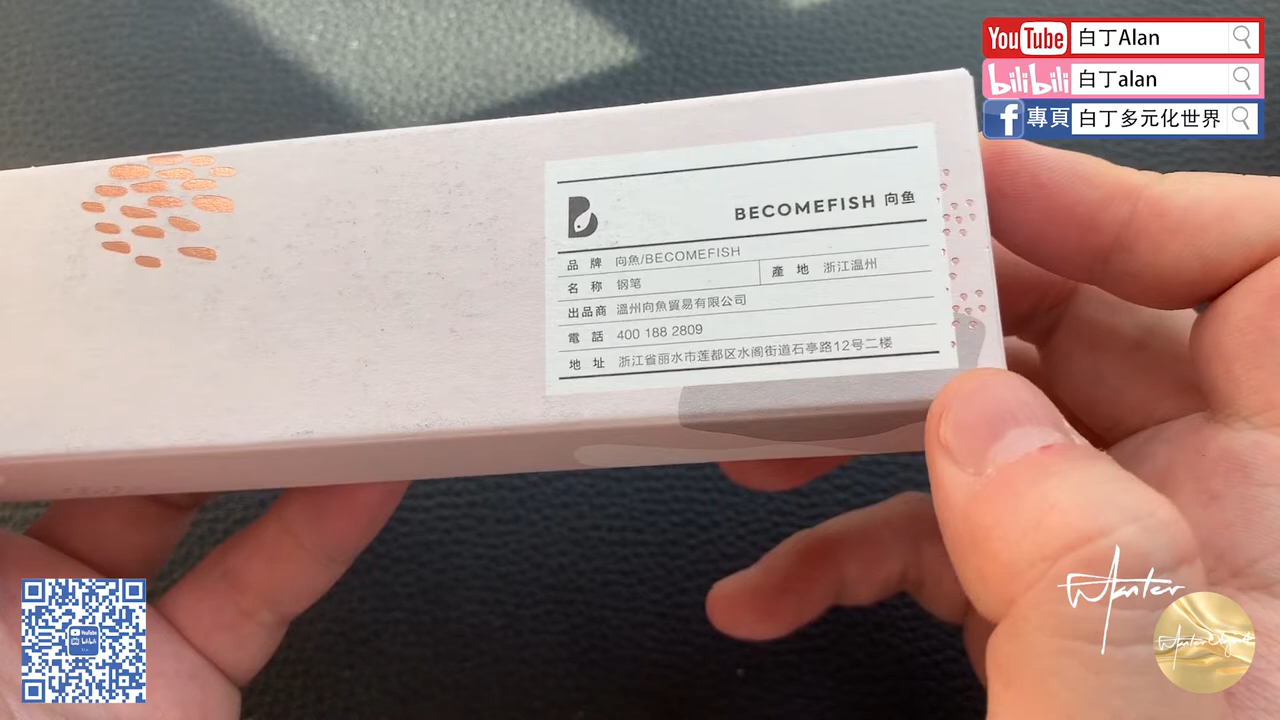 YouTube 白丁Alan
bilibili 白丁alan
f 專頁 白丁多元化世界
B
BECOMEFISH 向鱼
品 牌 向魚/BECOMEFISH
名 称 钢笔
產 地 浙江溫州
出品商 溫州向魚貿易有限公司
電 話 400 188 2809
地 址 浙江省丽水市莲都区水阁街道石亭路12号二楼